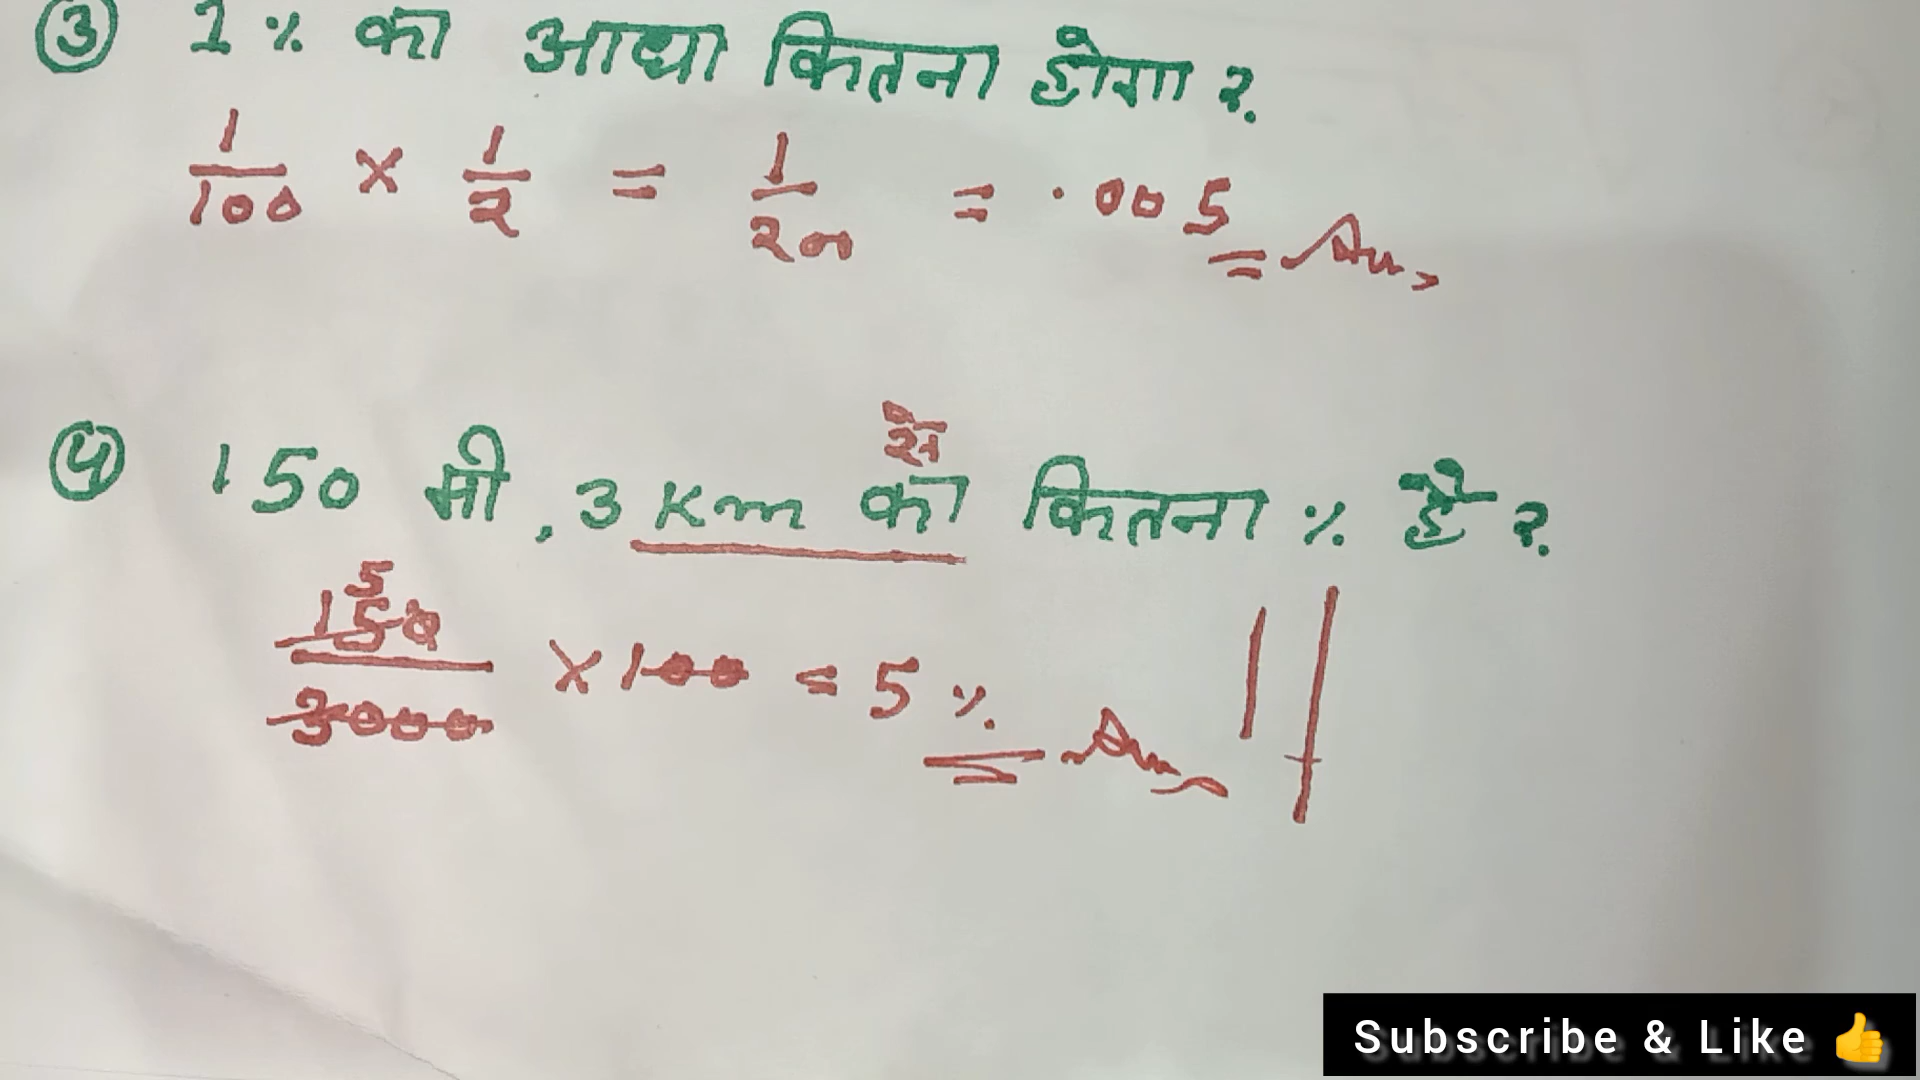 ③ 1% का आधा कितना होगा ?
1/100 × 1/2 = 1/200 = .005 Ans
से
④ 150 मी, 3 Km का कितना % है ?
5
150/3000 × 100 = 5% Ans
Subscribe & Like 👍